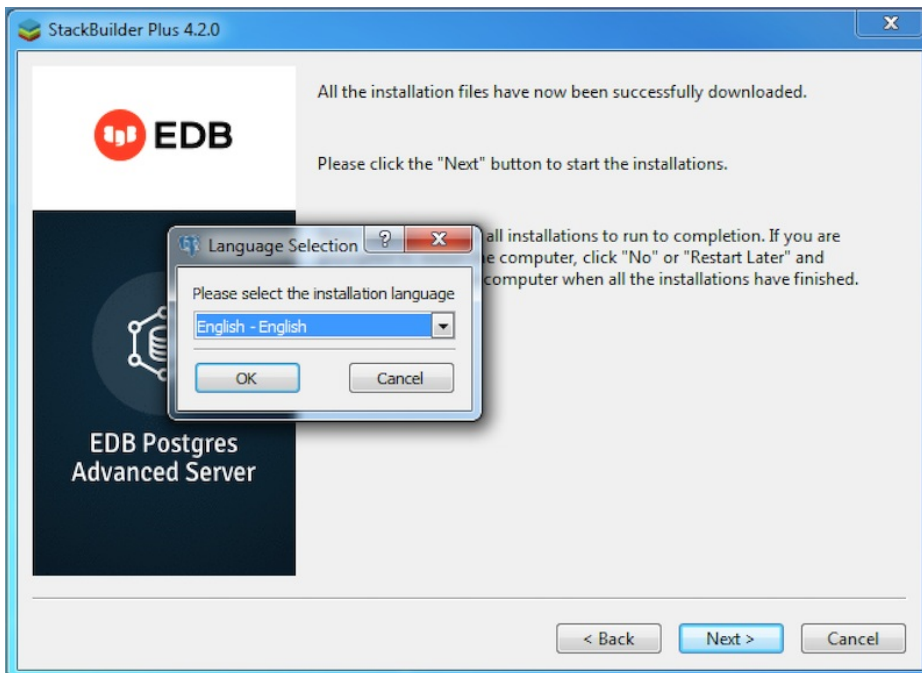 StackBuilder Plus 4.2.0
EDB
All the installation files have now been successfully downloaded.
Please click the "Next" button to start the installations.
all installations to run to completion. If you are
computer, click "No" or "Restart Later" and
computer when all the installations have finished.
Language Selection
Please select the installation language
English - English
OK
Cancel
EDB Postgres
Advanced Server
< Back
Next >
Cancel